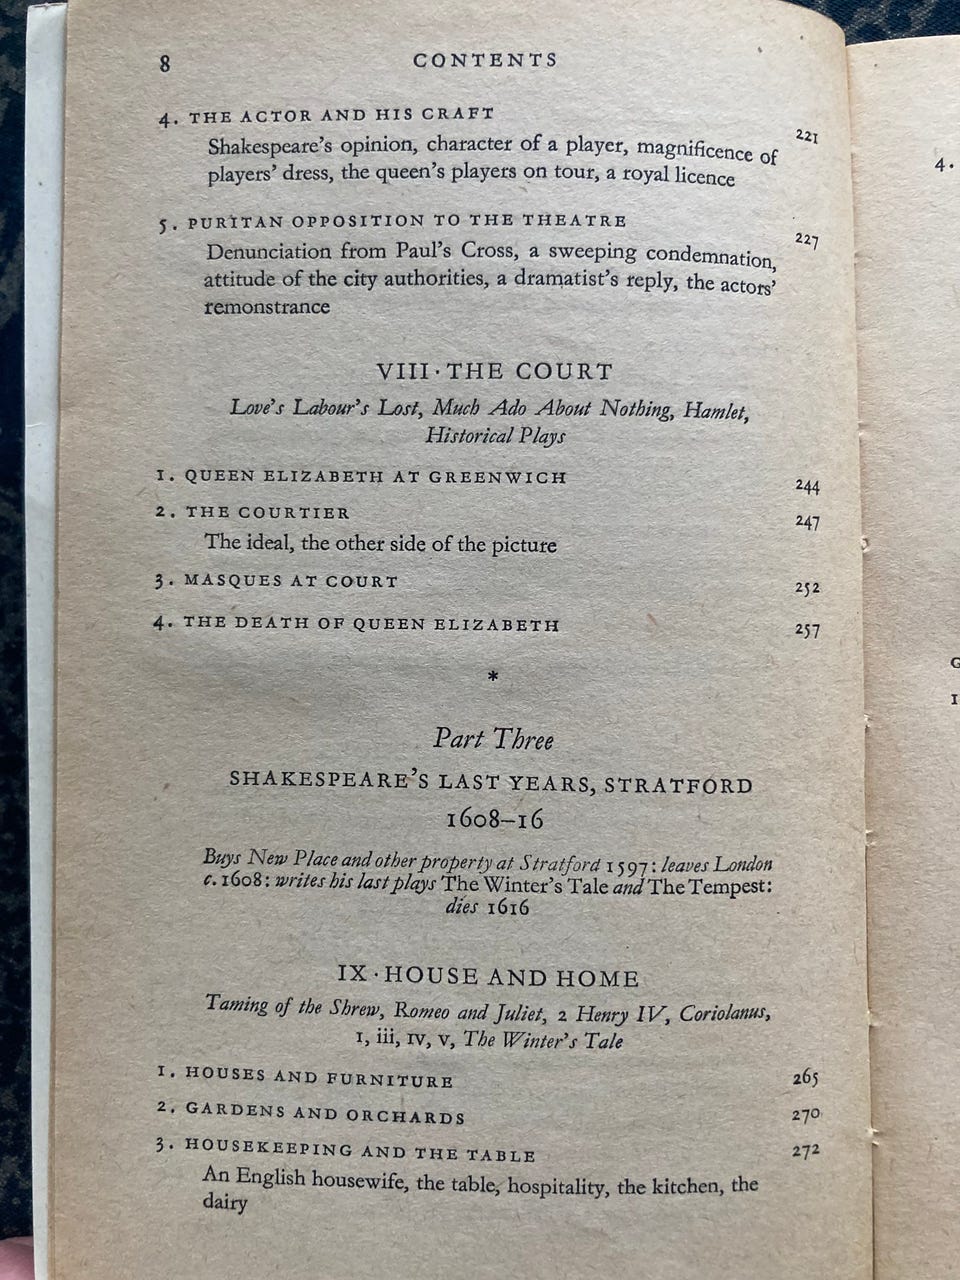 8 CONTENTS
4. THE ACTOR AND HIS CRAFT 221
Shakespeare's opinion, character of a player, magnificence of
players' dress, the queen's players on tour, a royal licence
5. PURITAN OPPOSITION TO THE THEATRE 227
Denunciation from Paul's Cross, a sweeping condemnation,
attitude of the city authorities, a dramatist's reply, the actors'
remonstrance
VIII · THE COURT
Love's Labour's Lost, Much Ado About Nothing, Hamlet,
Historical Plays
1. QUEEN ELIZABETH AT GREENWICH 244
2. THE COURTIER 247
The ideal, the other side of the picture
3. MASQUES AT COURT 252
4. THE DEATH OF QUEEN ELIZABETH 257
*
Part Three
SHAKESPEARE'S LAST YEARS, STRATFORD
1608–16
Buys New Place and other property at Stratford 1597: leaves London
c. 1608: writes his last plays The Winter's Tale and The Tempest:
dies 1616
IX · HOUSE AND HOME
Taming of the Shrew, Romeo and Juliet, 2 Henry IV, Coriolanus,
I, iii, IV, V, The Winter's Tale
1. HOUSES AND FURNITURE 265
2. GARDENS AND ORCHARDS 270
3. HOUSEKEEPING AND THE TABLE 272
An English housewife, the table, hospitality, the kitchen, the
dairy
4.